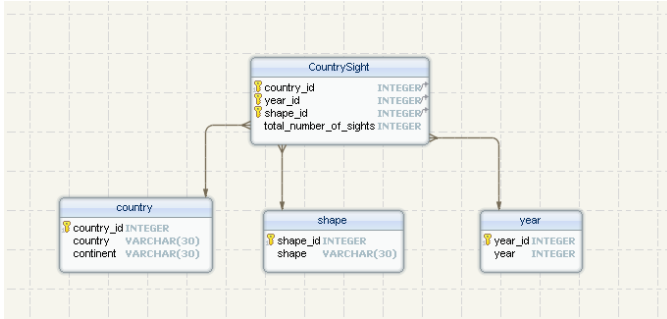 CountrySight
country_id INTEGER
year_id INTEGER
shape_id INTEGER
total_number_of_sights INTEGER
country
country_id INTEGER
country VARCHAR(30)
continent VARCHAR(30)
shape
shape_id INTEGER
shape VARCHAR(30)
year
year_id INTEGER
year INTEGER